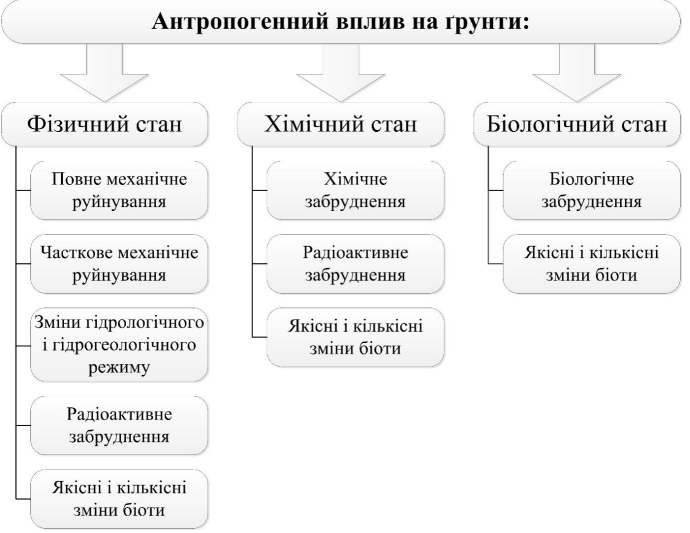 Антропогенний вплив на ґрунти:
Фізичний стан
Повне механічне
руйнування
Часткове механічне
руйнування
Зміни гідрологічного
і гідрогеологічного
режиму
Радіоактивне
забруднення
Якісні і кількісні
зміни біоти
Хімічний стан
Хімічне
забруднення
Радіоактивне
забруднення
Якісні і кількісні
зміни біоти
Біологічний стан
Біологічне
забруднення
Якісні і кількісні
зміни біоти